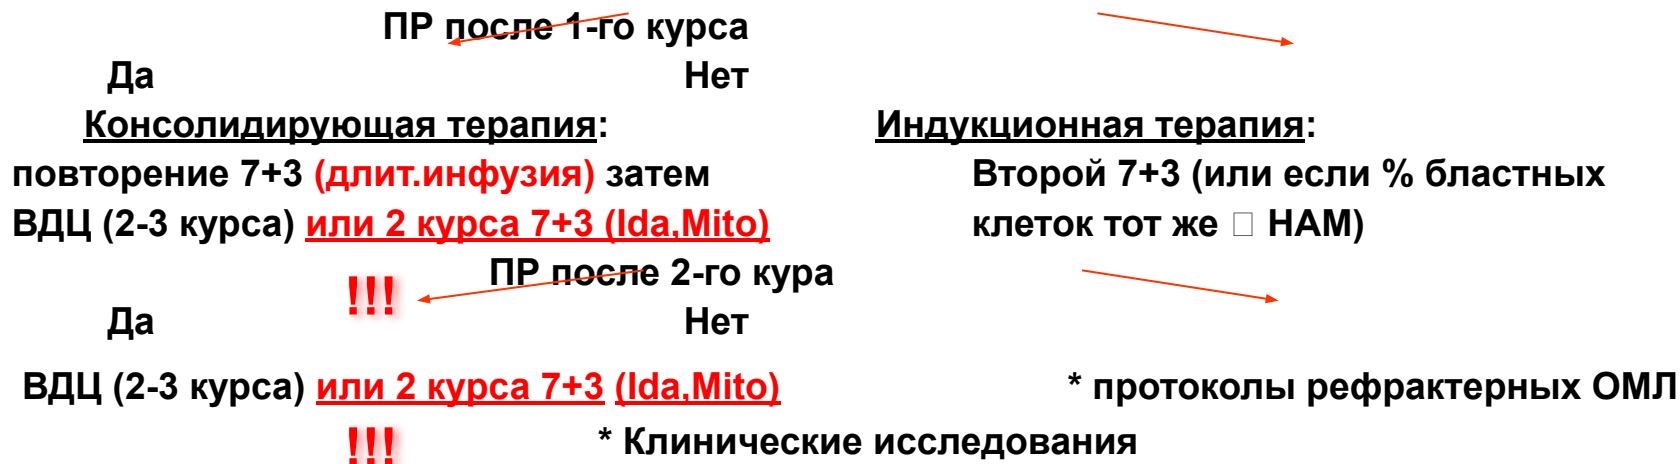 ПР после 1-го курса
Да Нет
Консолидирующая терапия: Индукционная терапия:
повторение 7+3 (длит.инфузия) затем Второй 7+3 (или если % бластных
ВДЦ (2-3 курса) или 2 курса 7+3 (Ida,Mito) клеток тот же □ НАМ)
!!! ПР после 2-го кура
Да Нет
ВДЦ (2-3 курса) или 2 курса 7+3 (Ida,Mito) * протоколы рефрактерных ОМЛ
!!! * Клинические исследования